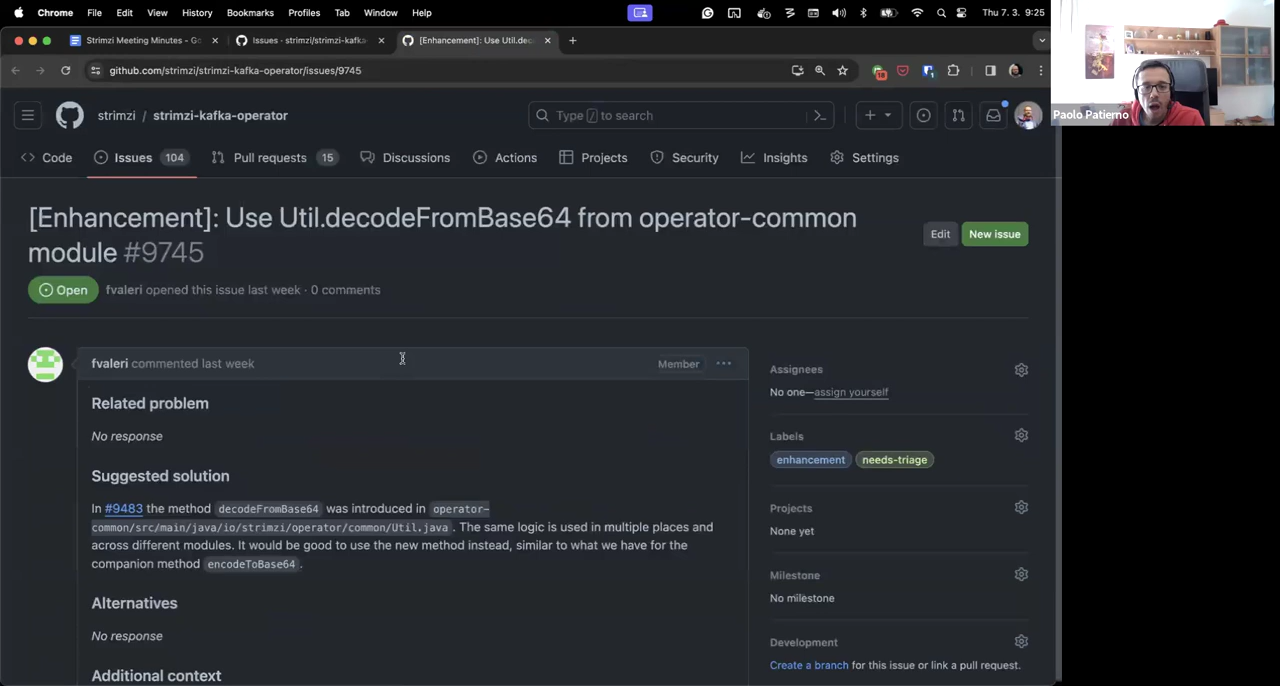 Chrome File Edit View History Bookmarks Profiles Tab Window Help Thu 7. 3. 9:25
Strimzi Meeting Minutes - Go Issues · strimzi/strimzi-kafka- [Enhancement]: Use Util.dec
github.com/strimzi/strimzi-kafka-operator/issues/9745
Paolo Patierno
strimzi / strimzi-kafka-operator Type / to search
Code Issues 104 Pull requests 15 Discussions Actions Projects Security Insights Settings
[Enhancement]: Use Util.decodeFromBase64 from operator-common
module #9745
Edit New issue
Open fvaleri opened this issue last week · 0 comments
fvaleri commented last week Member
Related problem
No response
Suggested solution
In #9483 the method decodeFromBase64 was introduced in operator-
common/src/main/java/io/strimzi/operator/common/Util.java. The same logic is used in multiple places and
across different modules. It would be good to use the new method instead, similar to what we have for the
companion method encodeToBase64.
Alternatives
No response
Additional context
Assignees
No one—assign yourself
Labels
enhancement needs-triage
Projects
None yet
Milestone
No milestone
Development
Create a branch for this issue or link a pull request.